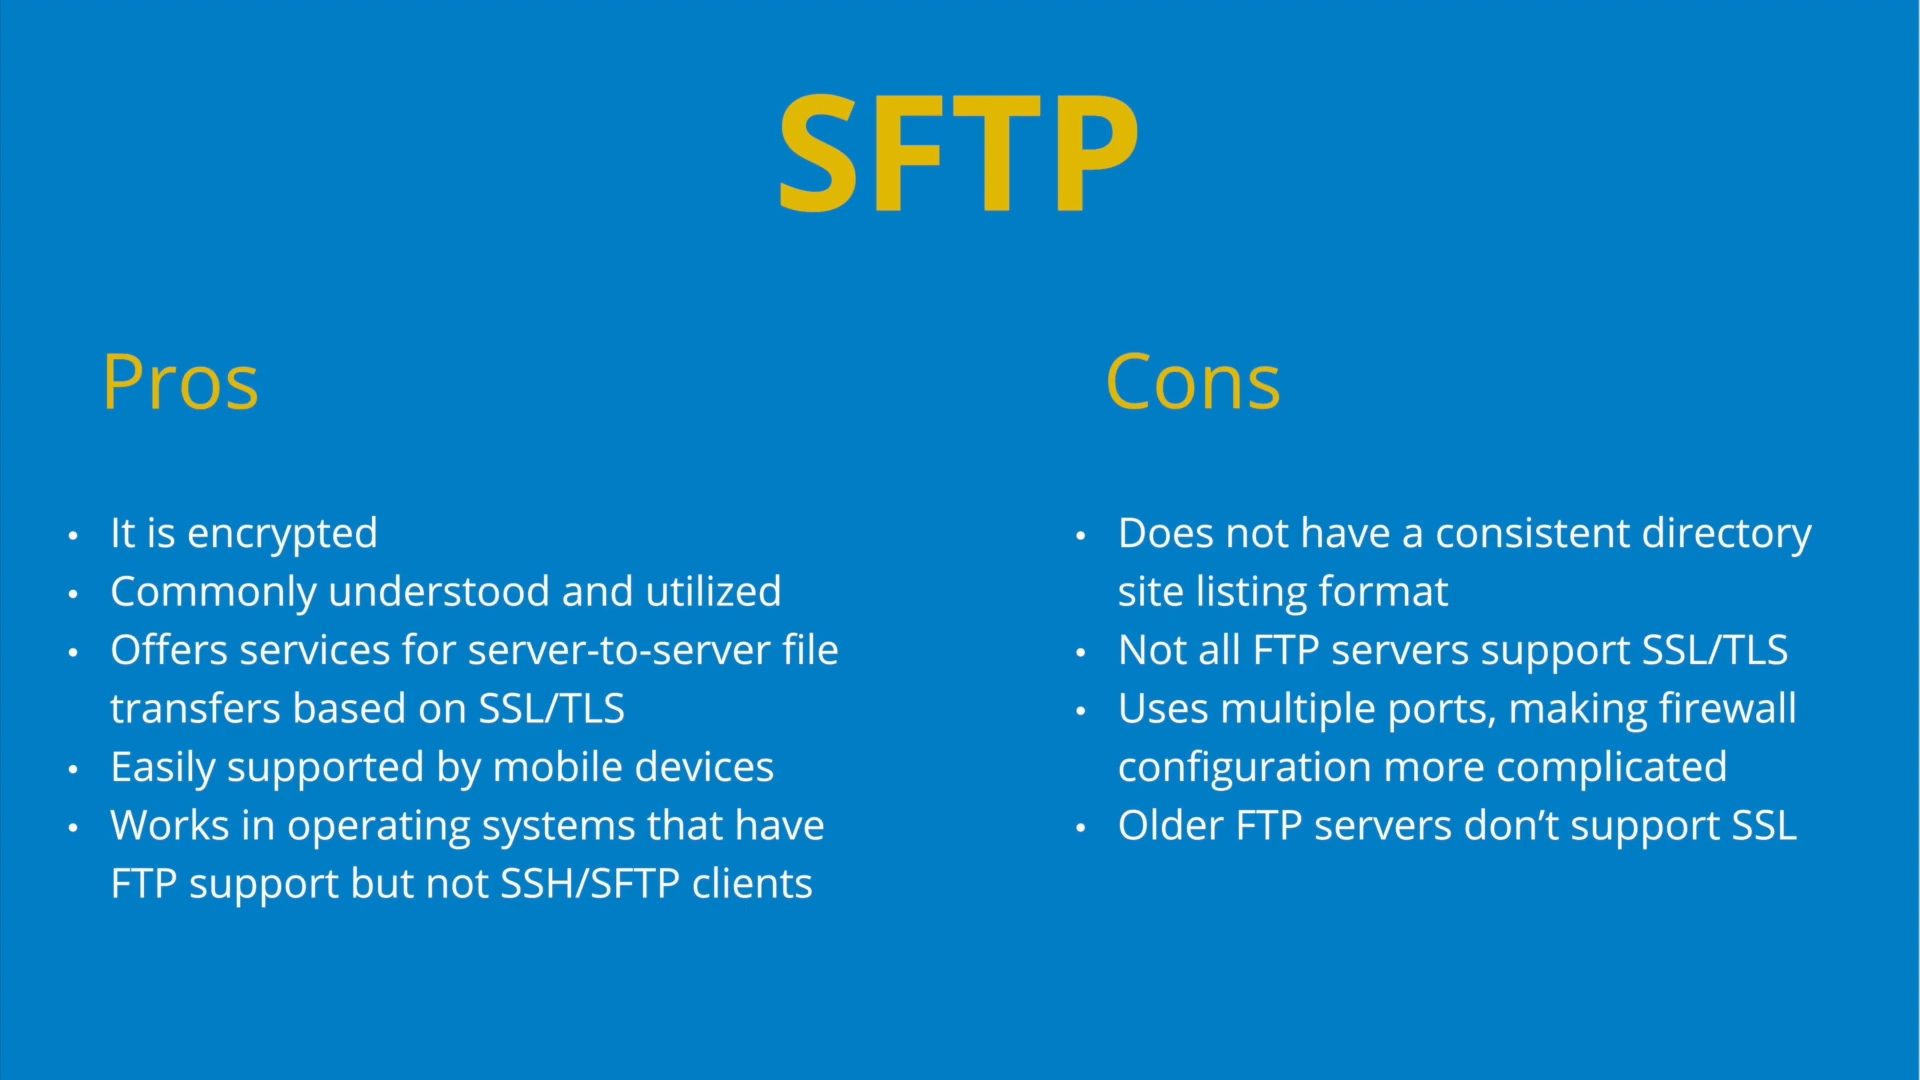 SFTP
Pros
• It is encrypted
• Commonly understood and utilized
• Offers services for server-to-server file
transfers based on SSL/TLS
• Easily supported by mobile devices
• Works in operating systems that have
FTP support but not SSH/SFTP clients
Cons
• Does not have a consistent directory
site listing format
• Not all FTP servers support SSL/TLS
• Uses multiple ports, making firewall
configuration more complicated
• Older FTP servers don’t support SSL